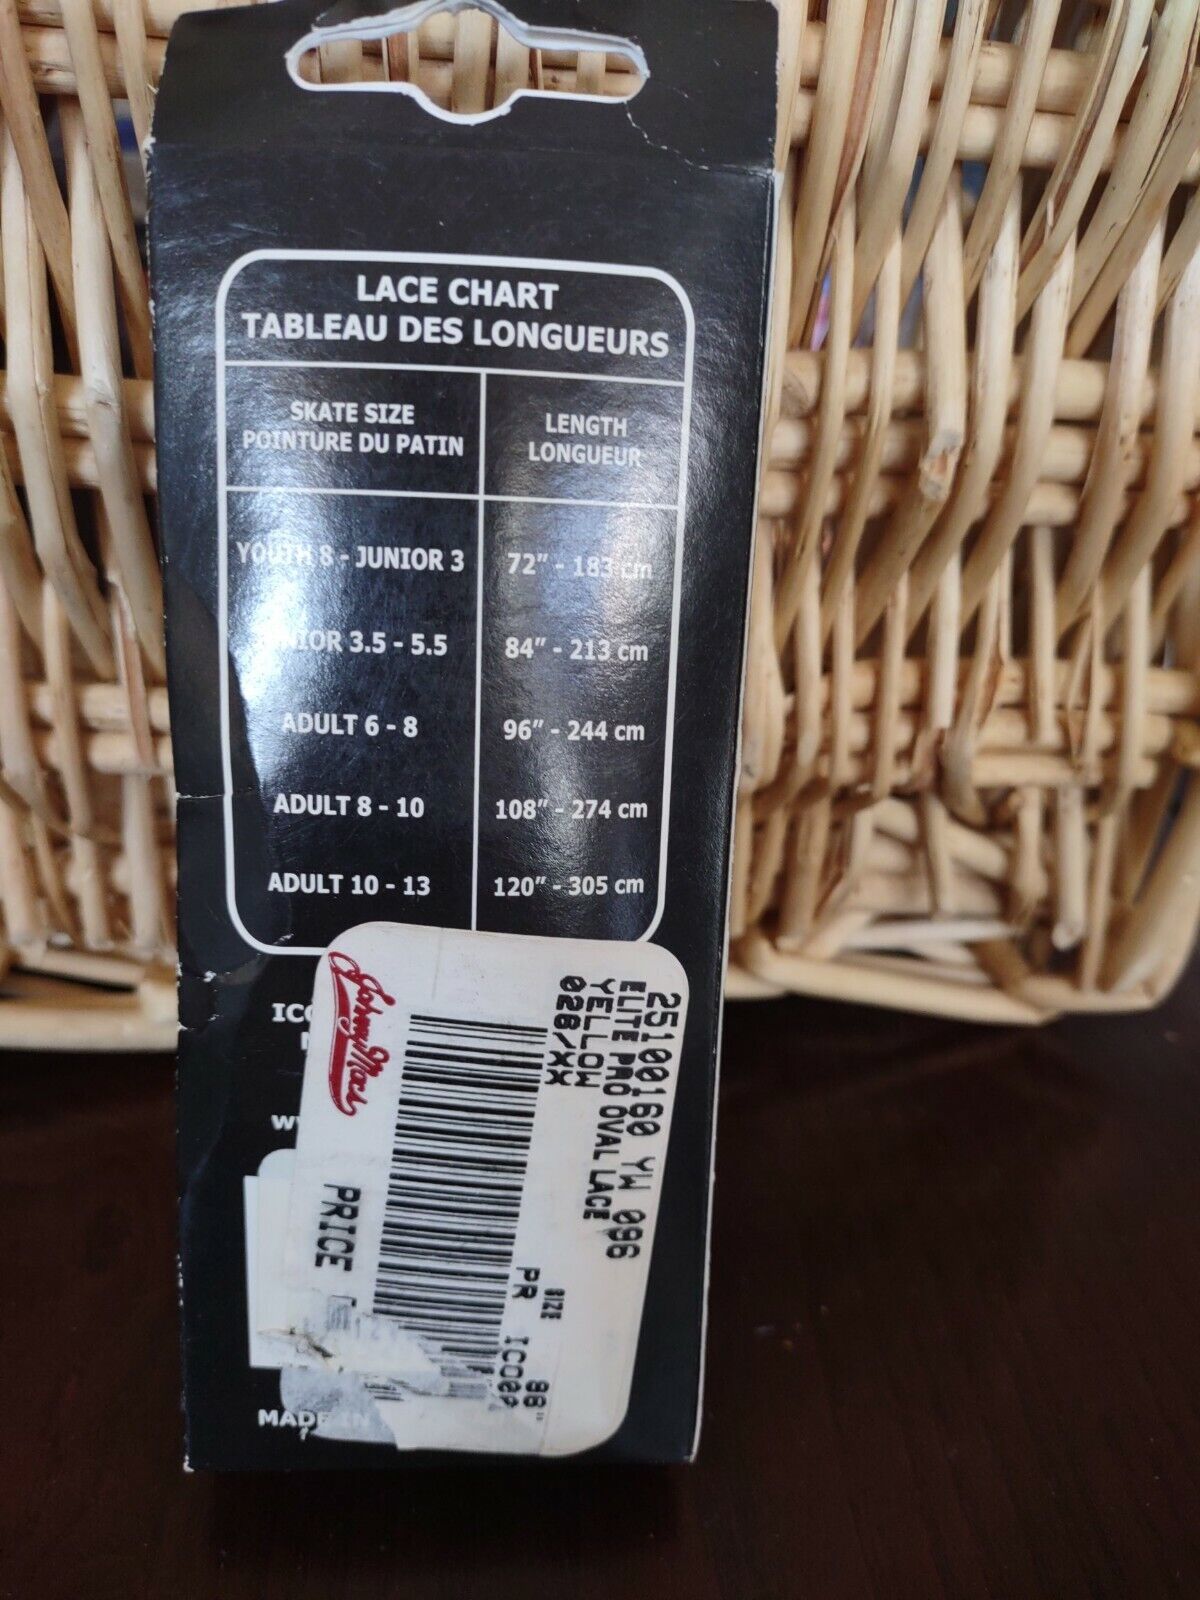 LACE CHART
TABLEAU DES LONGUEURS
SKATE SIZE
POINTURE DU PATIN
LENGTH
LONGUEUR
YOUTH 8 - JUNIOR 3 72" - 183 cm
NIOR 3.5 - 5.5 84" - 213 cm
ADULT 6 - 8 96" - 244 cm
ADULT 8 - 10 108" - 274 cm
ADULT 10 - 13 120" - 305 cm
Johnny Mac's
25100160 YW 096
ELITE PRO OVAL LACE
YELLOW
028/XX
SIZE
PR
PRICE
MADE IN